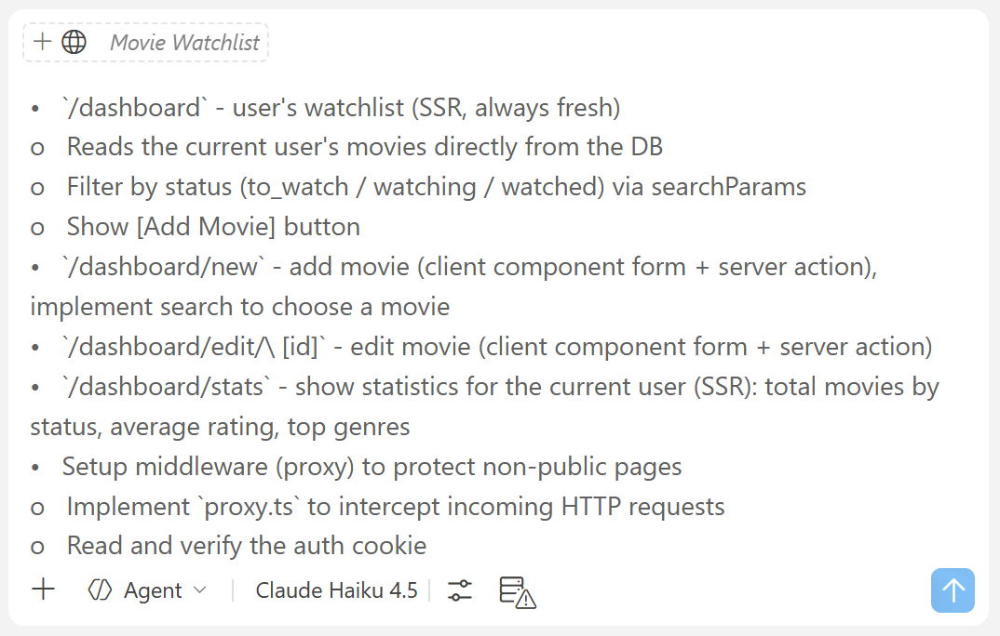 Movie Watchlist
• `/dashboard` - user's watchlist (SSR, always fresh)
o Reads the current user's movies directly from the DB
o Filter by status (to_watch / watching / watched) via searchParams
o Show [Add Movie] button
• `/dashboard/new` - add movie (client component form + server action),
implement search to choose a movie
• `/dashboard/edit/\ [id]` - edit movie (client component form + server action)
• `/dashboard/stats` - show statistics for the current user (SSR): total movies by
status, average rating, top genres
• Setup middleware (proxy) to protect non-public pages
o Implement `proxy.ts` to intercept incoming HTTP requests
o Read and verify the auth cookie
Agent Claude Haiku 4.5